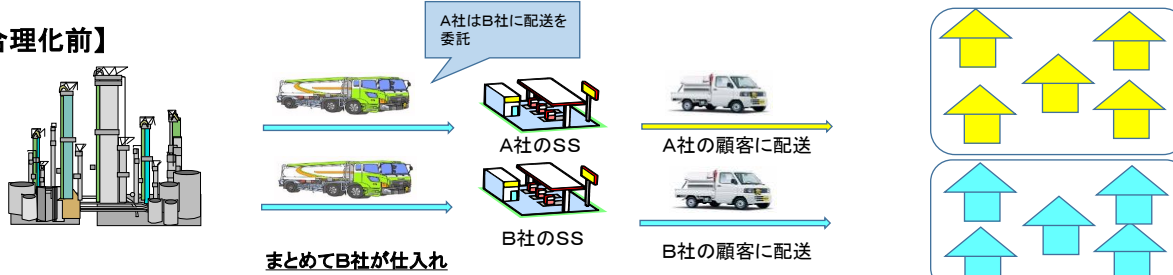 合理化前】
A社はB社に配送を
委託
A社のSS
A社の顧客に配送
B社のSS
B社の顧客に配送
まとめてB社が仕入れ